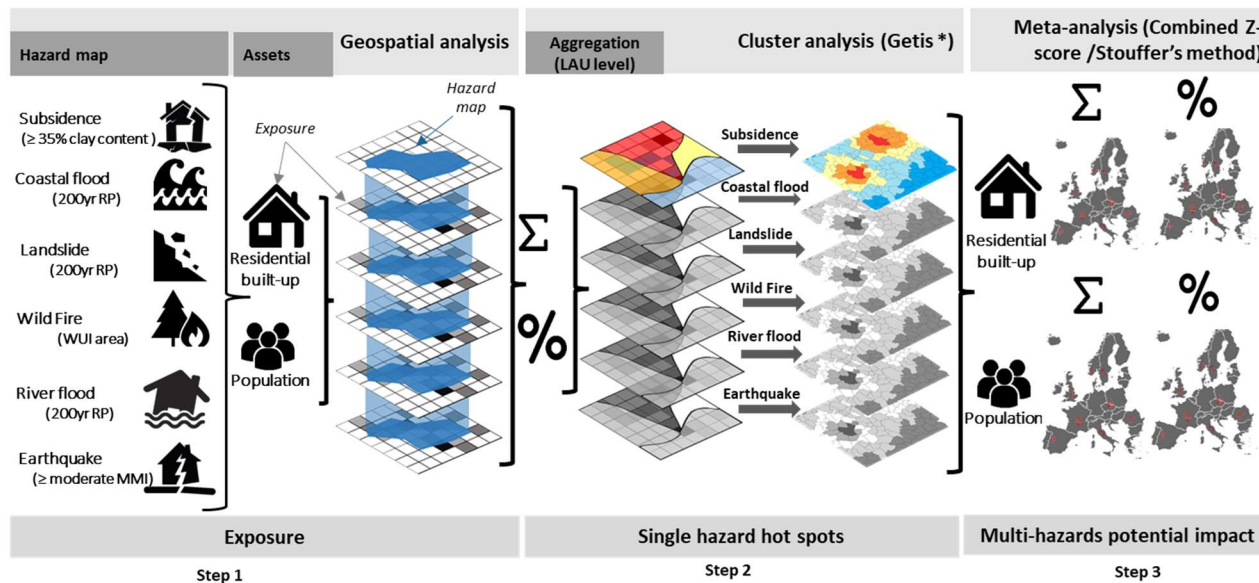 Hazard map
Assets
Geospatial analysis
Aggregation
(LAU level)
Cluster analysis (Getis *)
Meta-analysis (Combined Z-
score /Stouffer's method)
Subsidence
(≥ 35% clay content )
Coastal flood
(200yr RP)
Landslide
(200yr RP)
Wild Fire
(WUI area)
River flood
(200yr RP)
Earthquake
(≥ moderate MMI)
Exposure
Hazard
map
Residential
built-up
Population
Σ
%
Subsidence
Coastal flood
Landslide
Wild Fire
River flood
Earthquake
Σ
%
Residential
built-up
Σ
%
Population
Exposure
Single hazard hot spots
Multi-hazards potential impact
Step 1
Step 2
Step 3